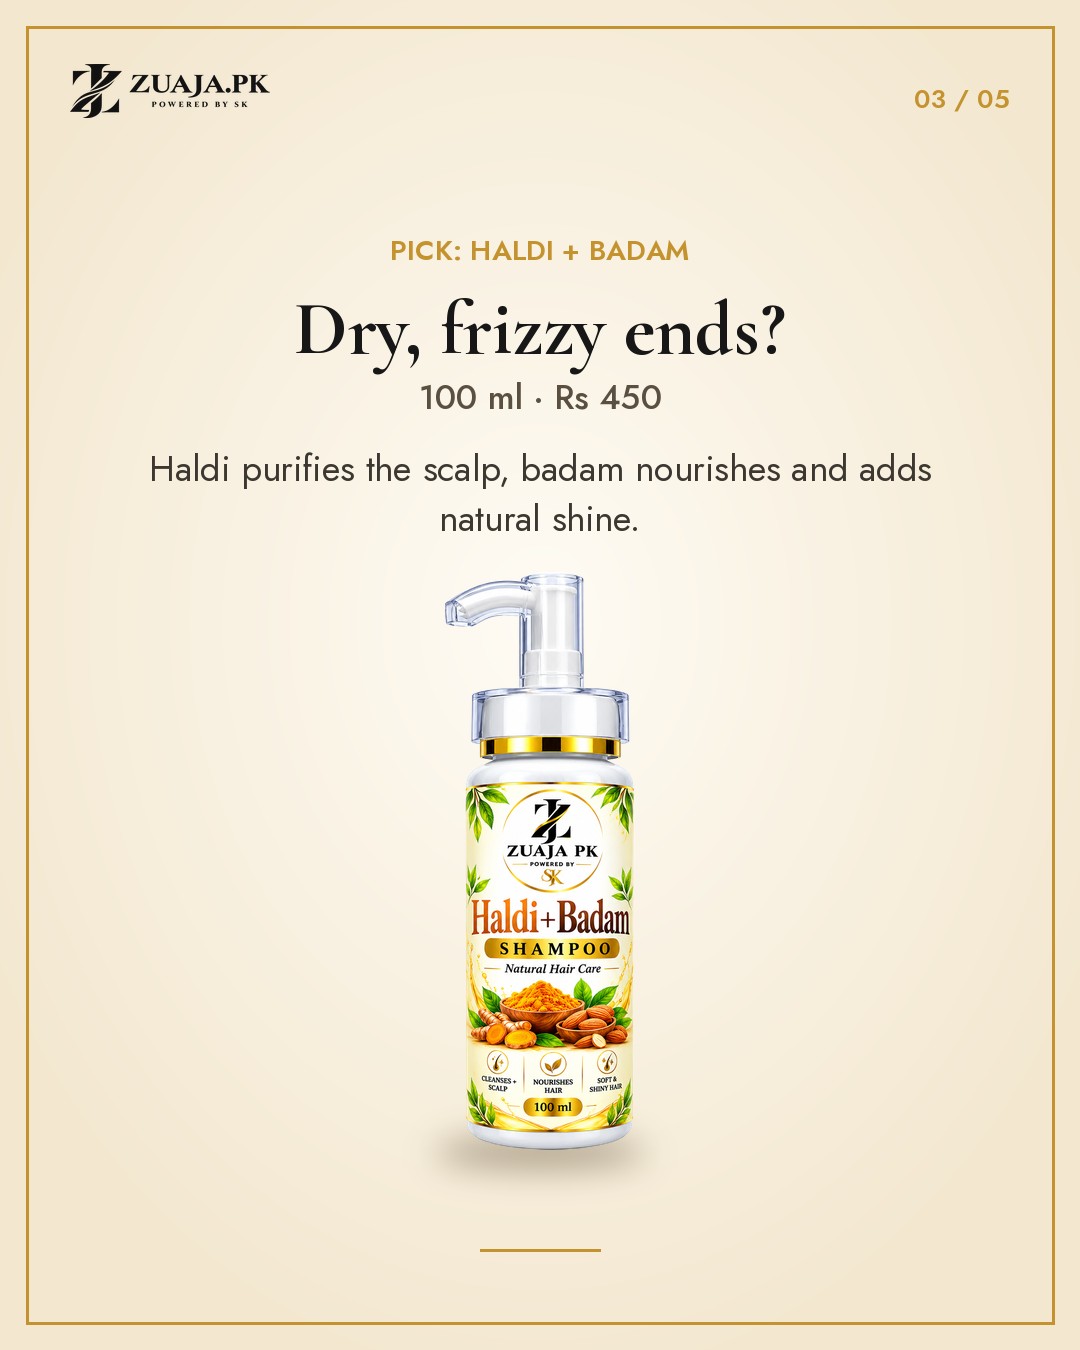 ZUAJA.PK
POWERED BY SK
03 / 05
PICK: HALDI + BADAM
Dry, frizzy ends?
100 ml · Rs 450
Haldi purifies the scalp, badam nourishes and adds
natural shine.
ZUAJA PK
POWERED BY
SK
Haldi+Badam
SHAMPOO
Natural Hair Care
CLEANSES +
SCALP
NOURISHES
HAIR
SOFT &
SHINY HAIR
100 ml